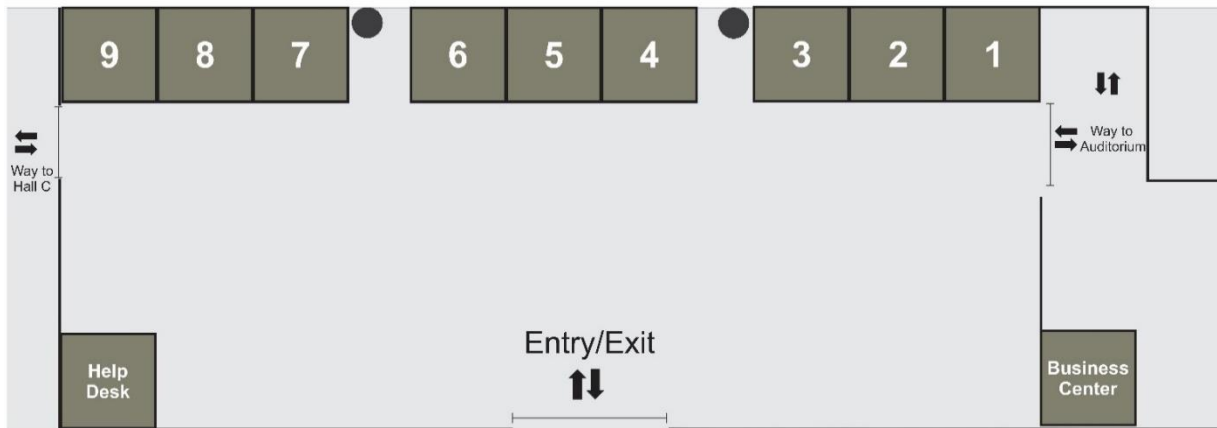 9 8 7 6 5 4 3 2 1
Way to
Hall C
Way to
Auditorium
Help
Desk
Entry/Exit
Business
Center